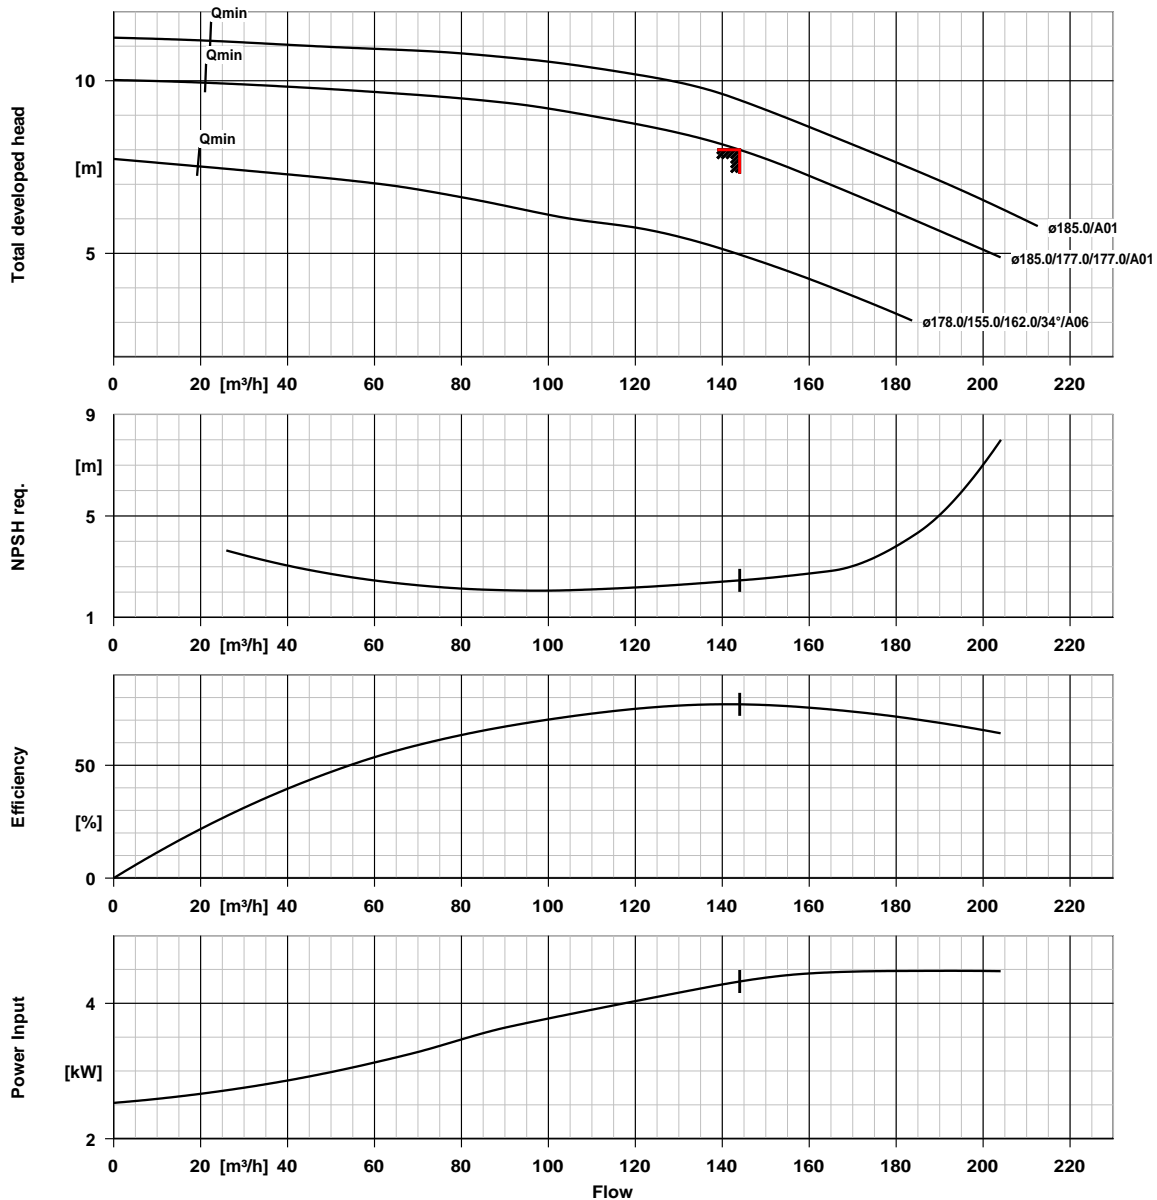 Qmin
Qmin
Qmin
10
[m]
5
Total developed head
ø185.0/A01
ø185.0/177.0/177.0/A01
ø178.0/155.0/162.0/34°/A06
0 20 [m³/h] 40 60 80 100 120 140 160 180 200 220
9
[m]
5
1
NPSH req.
0 20 [m³/h] 40 60 80 100 120 140 160 180 200 220
50
[%]
0
Efficiency
0 20 [m³/h] 40 60 80 100 120 140 160 180 200 220
4
[kW]
2
Power Input
0 20 [m³/h] 40 60 80 100 120 140 160 180 200 220
Flow